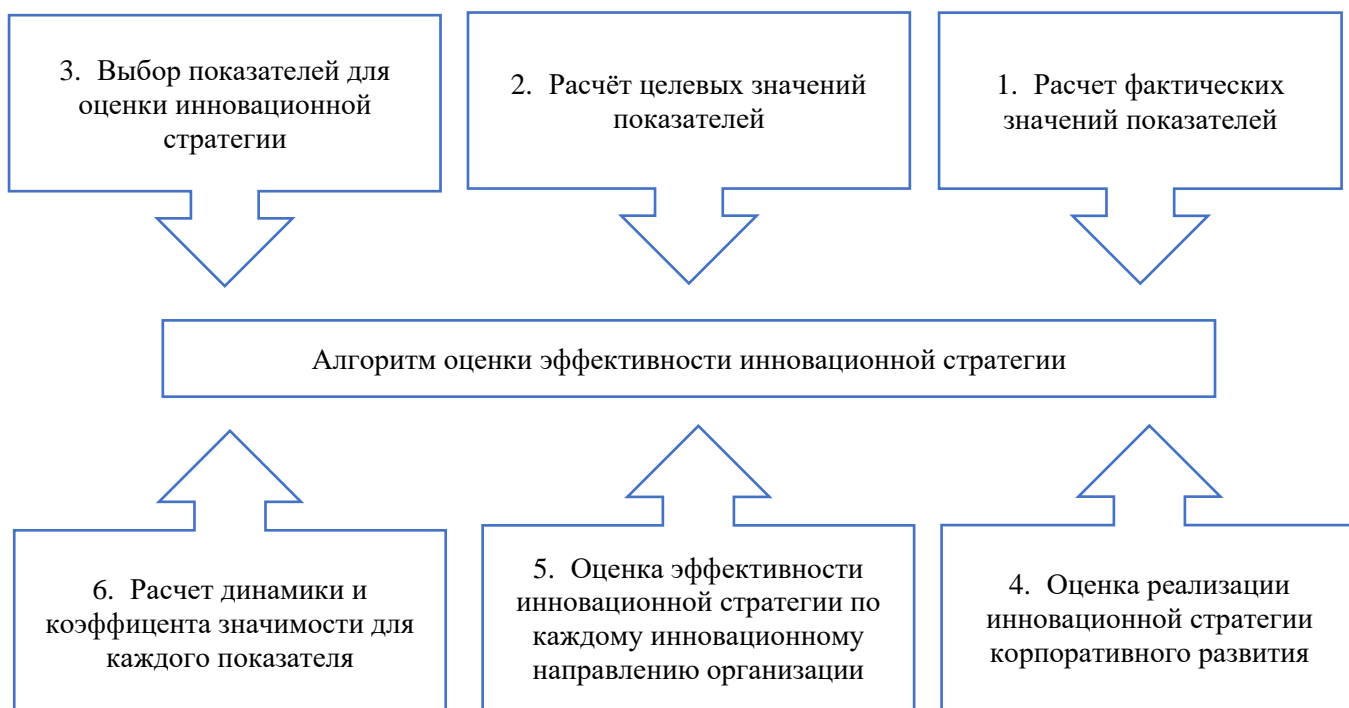 3. Выбор показателей для
оценки инновационной
стратегии
2. Расчёт целевых значений
показателей
1. Расчет фактических
значений показателей
Алгоритм оценки эффективности инновационной стратегии
6. Расчет динамики и
коэффицента значимости для
каждого показателя
5. Оценка эффективности
инновационной стратегии по
каждому инновационному
направлению организации
4. Оценка реализации
инновационной стратегии
корпоративного развития